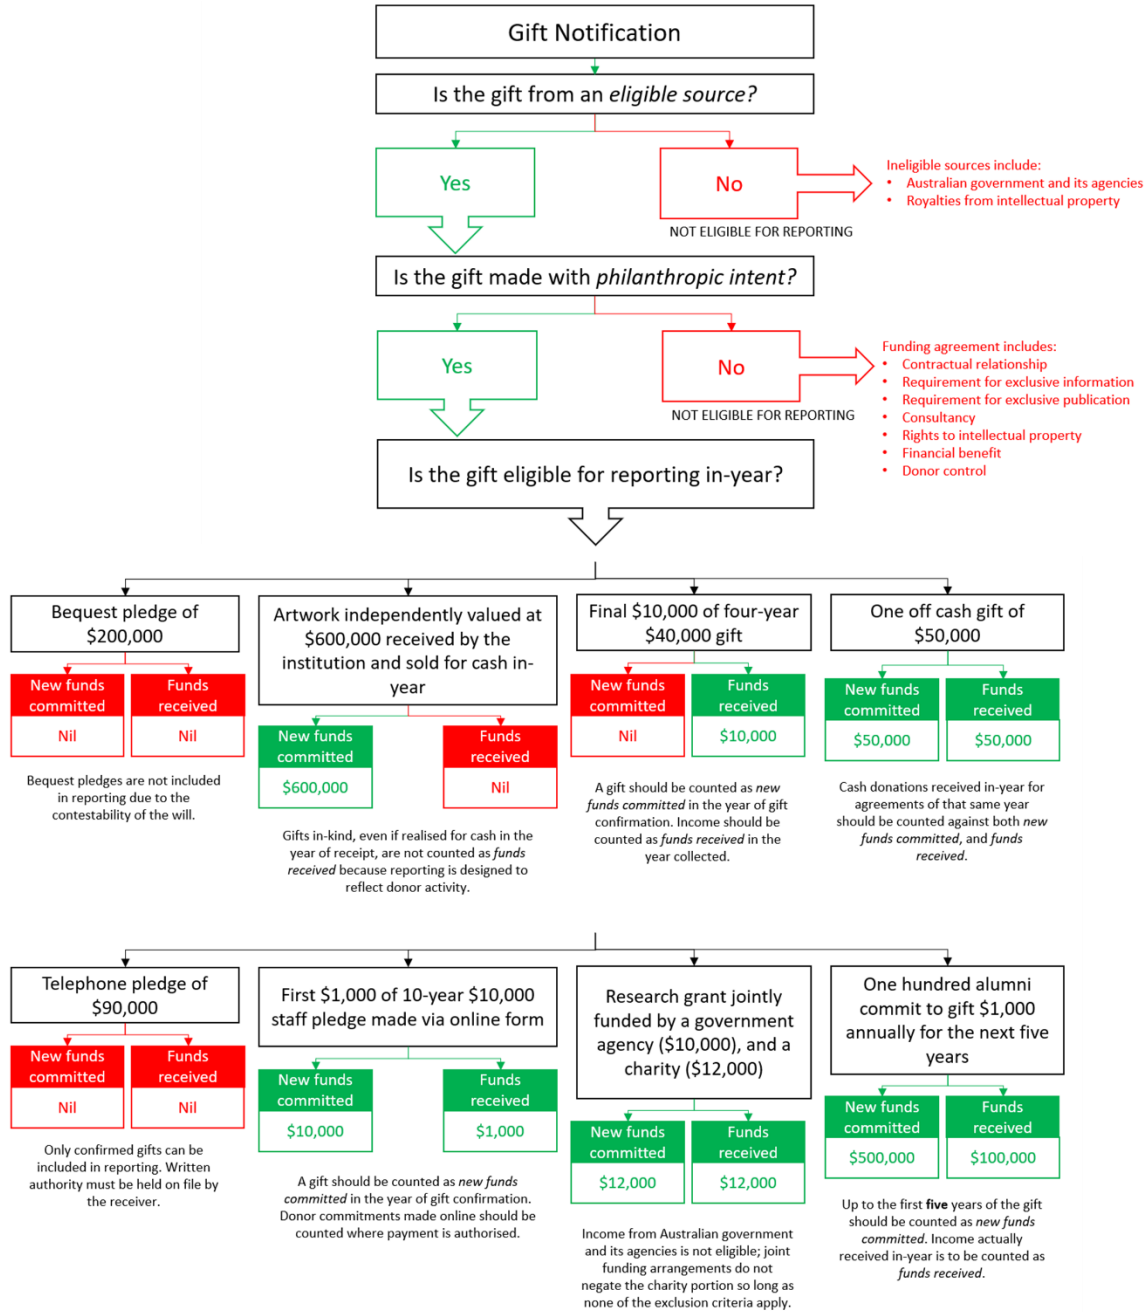 Gift Notification
Is the gift from an eligible source?
Yes
No
NOT ELIGIBLE FOR REPORTING
Ineligible sources include:
• Australian government and its agencies
• Royalties from intellectual property
Is the gift made with philanthropic intent?
Yes
No
NOT ELIGIBLE FOR REPORTING
Funding agreement includes:
• Contractual relationship
• Requirement for exclusive information
• Requirement for exclusive publication
• Consultancy
• Rights to intellectual property
• Financial benefit
• Donor control
Is the gift eligible for reporting in-year?
Bequest pledge of
$200,000
New funds
committed
Nil
Funds
received
Nil
Bequest pledges are not included
in reporting due to the
contestability of the will.
Artwork independently valued at
$600,000 received by the
institution and sold for cash in-
year
New funds
committed
$600,000
Funds
received
Nil
Gifts in-kind, even if realised for cash in the
year of receipt, are not counted as funds
received because reporting is designed to
reflect donor activity.
Final $10,000 of four-year
$40,000 gift
New funds
committed
Nil
Funds
received
$10,000
A gift should be counted as new
funds committed in the year of gift
confirmation. Income should be
counted as funds received in the
year collected.
One off cash gift of
$50,000
New funds
committed
$50,000
Funds
received
$50,000
Cash donations received in-year for
agreements of that same year
should be counted against both new
funds committed, and funds
received.
Telephone pledge of
$90,000
New funds
committed
Nil
Funds
received
Nil
Only confirmed gifts can be
included in reporting. Written
authority must be held on file by
the receiver.
First $1,000 of 10-year $10,000
staff pledge made via online form
New funds
committed
$10,000
Funds
received
$1,000
A gift should be counted as new funds
committed in the year of gift confirmation.
Donor commitments made online should be
counted where payment is authorised.
Research grant jointly
funded by a government
agency ($10,000), and a
charity ($12,000)
New funds
committed
$12,000
Funds
received
$12,000
Income from Australian government
and its agencies is not eligible; joint
funding arrangements do not
negate the charity portion so long as
none of the exclusion criteria apply.
One hundred alumni
commit to gift $1,000
annually for the next five
years
New funds
committed
$500,000
Funds
received
$100,000
Up to the first five years of the gift
should be counted as new funds
committed. Income actually
received in-year is to be counted as
funds received.